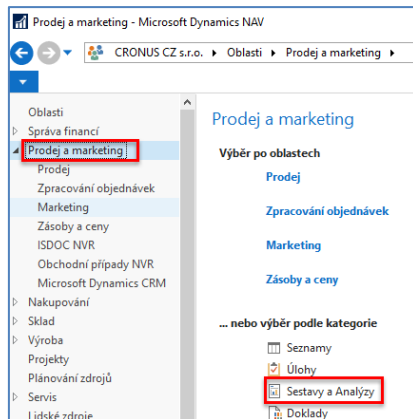 Prodej a marketing - Microsoft Dynamics NAV
CRONUS CZ s.r.o. Oblasti Prodej a marketing
Oblasti
Správa financí
Prodej a marketing
Prodej
Zpracování objednávek
Marketing
Zásoby a ceny
ISDOC NVR
Obchodní případy NVR
Microsoft Dynamics CRM
Nakupování
Sklad
Výroba
Projekty
Plánování zdrojů
Servis
Lidské zdroje
Prodej a marketing
Výběr po oblastech
Prodej
Zpracování objednávek
Marketing
Zásoby a ceny
... nebo výběr podle kategorie
Seznamy
Úlohy
Sestavy a Analýzy
Doklady